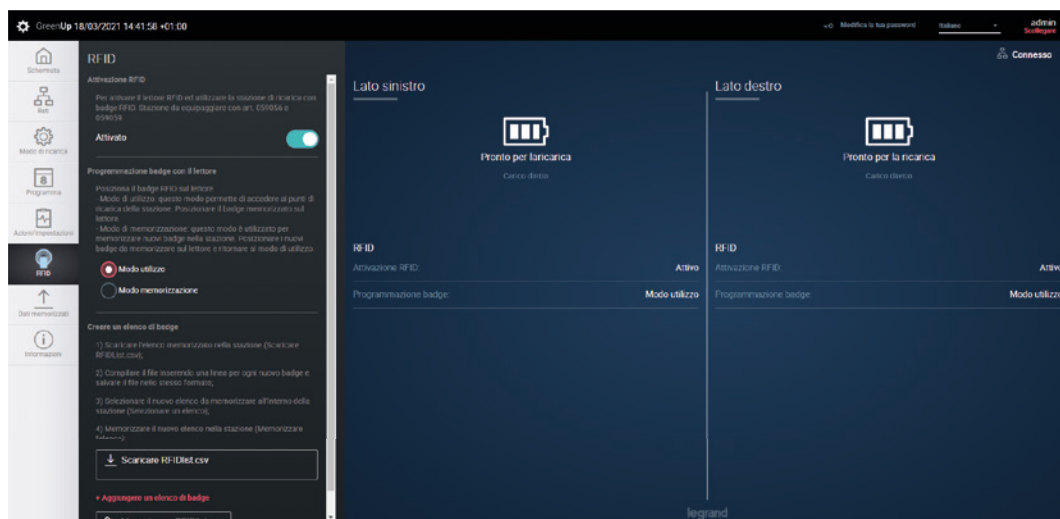 GreenUp 18/03/2021 14:41:58 +01:00
Modifica la tua password
Italiano
admin
Scollegare
Connesso
Schermata
Reti
Modo di ricarica
8
Programma
Azioni/Impostazioni
RFID
Dati memorizzati
Informazioni
RFID
Attivazione RFID
Per attivare il lettore RFID ed utilizzare la stazione di ricarica con
badge RFID. Stazione da equipaggiare con art. 059056 e
059059
Attivato
Programmazione badge con il lettore
Posiziona il badge RFID sul lettore
- Modo di utilizzo: questo modo permette di accedere ai punti di
ricarica della stazione. Posizionare il badge memorizzato sul
lettore.
- Modo di memorizzazione: questo modo è utilizzato per
memorizzare nuovi badge nella stazione. Posizionare i nuovi
badge da memorizzare sul lettore e ritornare al modo di utilizzo.
Modo utilizzo
Modo memorizzazione
Creare un elenco di badge
1) Scaricare l'elenco memorizzato nella stazione (Scaricare
RFIDList.csv);
2) Compilare il file inserendo una linea per ogni nuovo badge e
salvare il file nello stesso formato;
3) Selezionare il nuovo elenco da memorizzare all'interno della
stazione (Selezionare un elenco);
4) Memorizzare il nuovo elenco nella stazione (Memorizzare
Scaricare RFIDlist.csv
+ Aggiungere un elenco di badge
Lato sinistro
Pronto per laricarica
Carico diretto
RFID
Attivazione RFID: Attivo
Programmazione badge: Modo utilizzo
Lato destro
Pronto per la ricarica
Carico diretto
RFID
Attivazione RFID: Attivo
Programmazione badge: Modo utilizzo
legrand